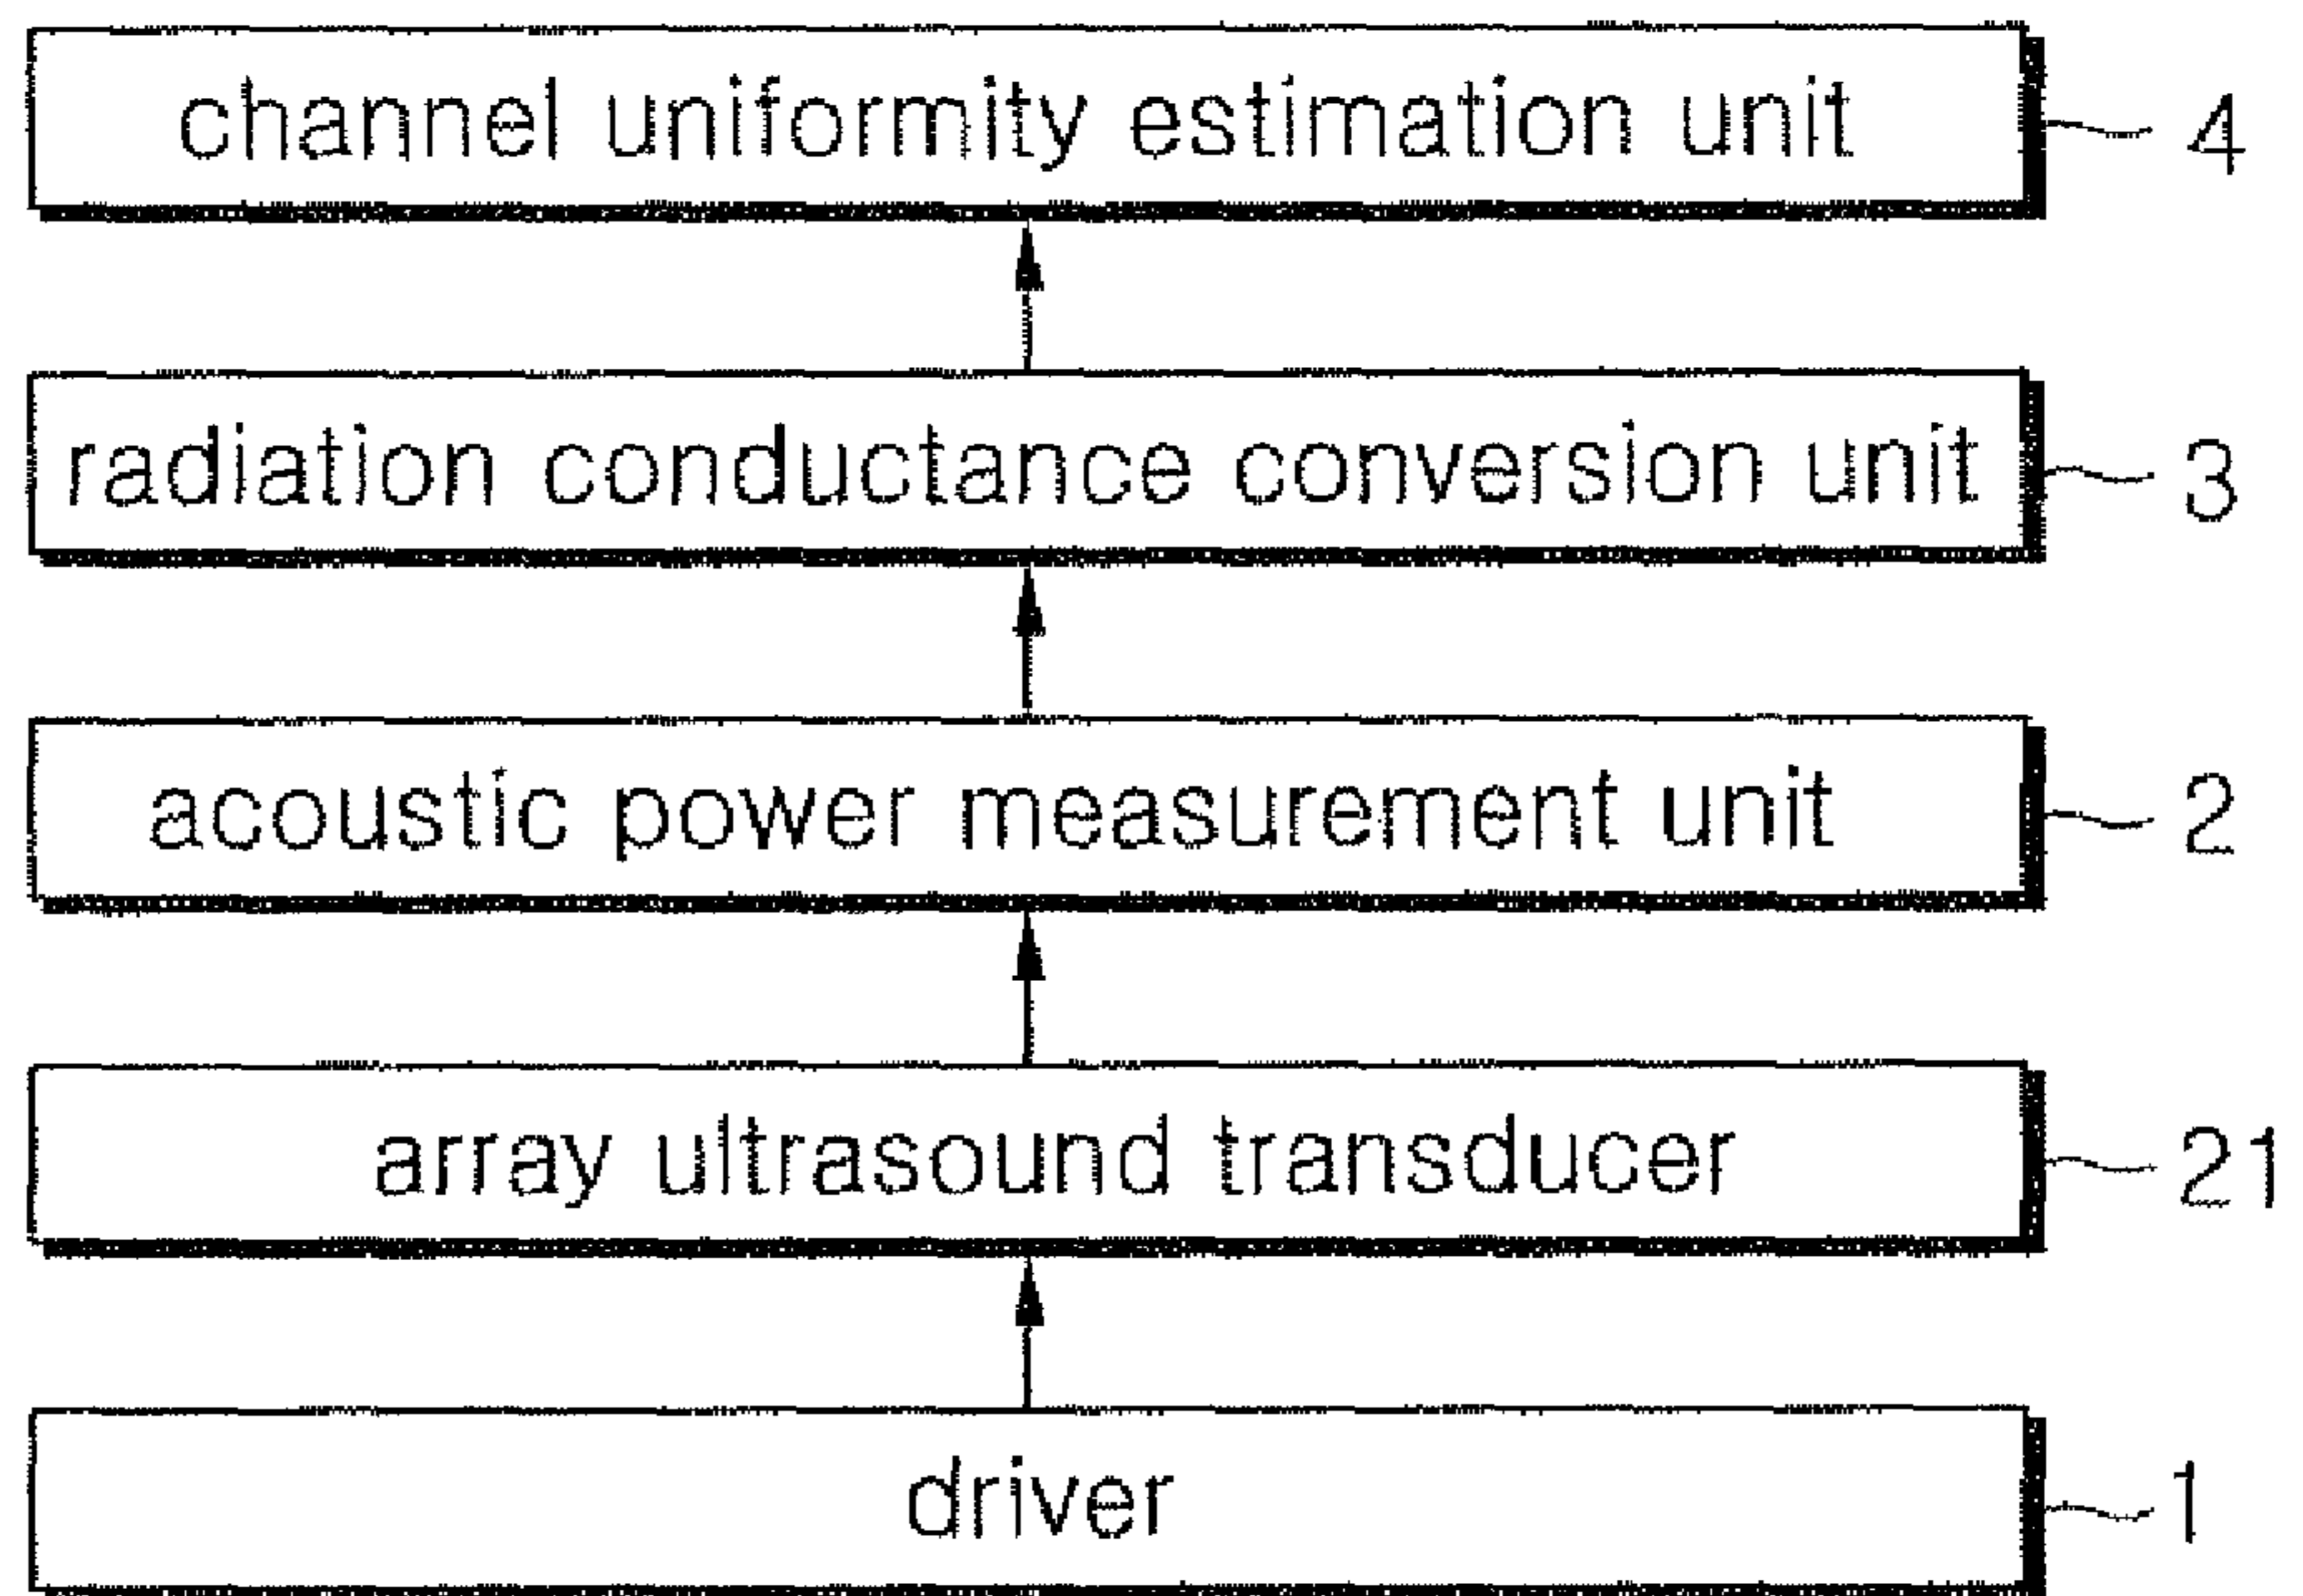 channel uniformity estimation unit 4
radiation conductance conversion unit 3
acoustic power measurement unit 2
array ultrasound transducer 21
driver 1